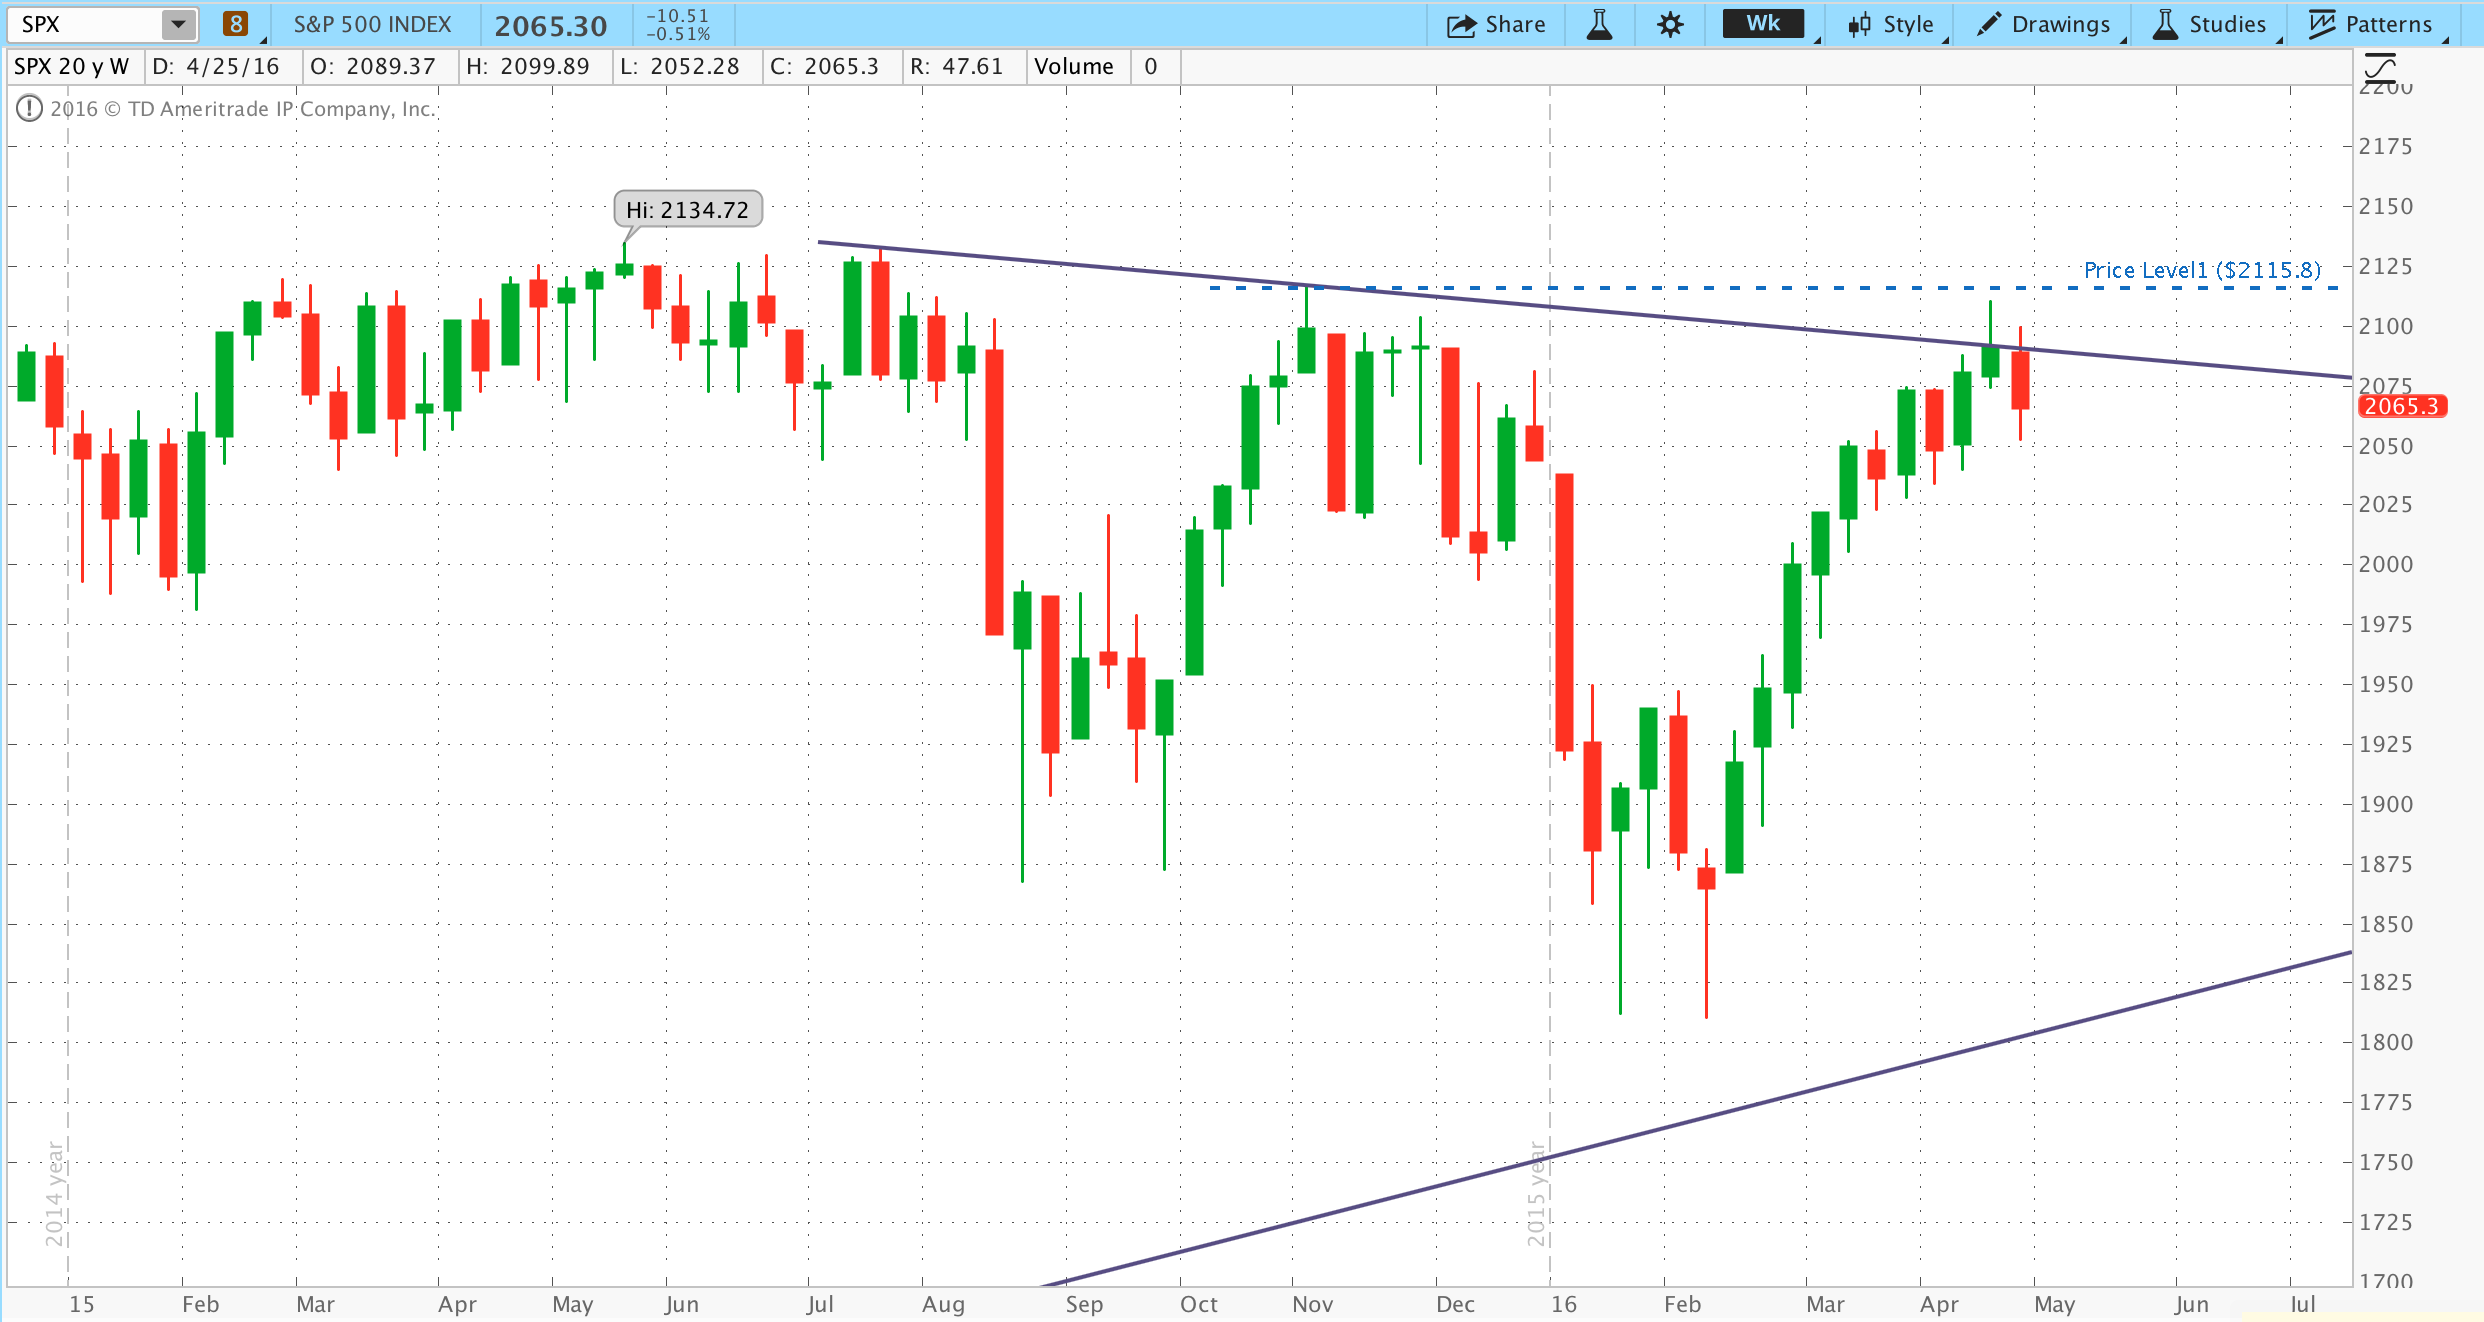 SPX 8 S&P 500 INDEX 2065.30 -10.51 -0.51% Share Wk Style Drawings Studies Patterns
SPX 20 y W D: 4/25/16 O: 2089.37 H: 2099.89 L: 2052.28 C: 2065.3 R: 47.61 Volume 0
2016 © TD Ameritrade IP Company, Inc.
Hi: 2134.72
Price Level1 ($2115.8)
2200
2175
2150
2125
2100
2075
2065.3
2050
2025
2000
1975
1950
1925
1900
1875
1850
1825
1800
1775
1750
1725
1700
2014 year
2015 year
15 Feb Mar Apr May Jun Jul Aug Sep Oct Nov Dec 16 Feb Mar Apr May Jun Jul